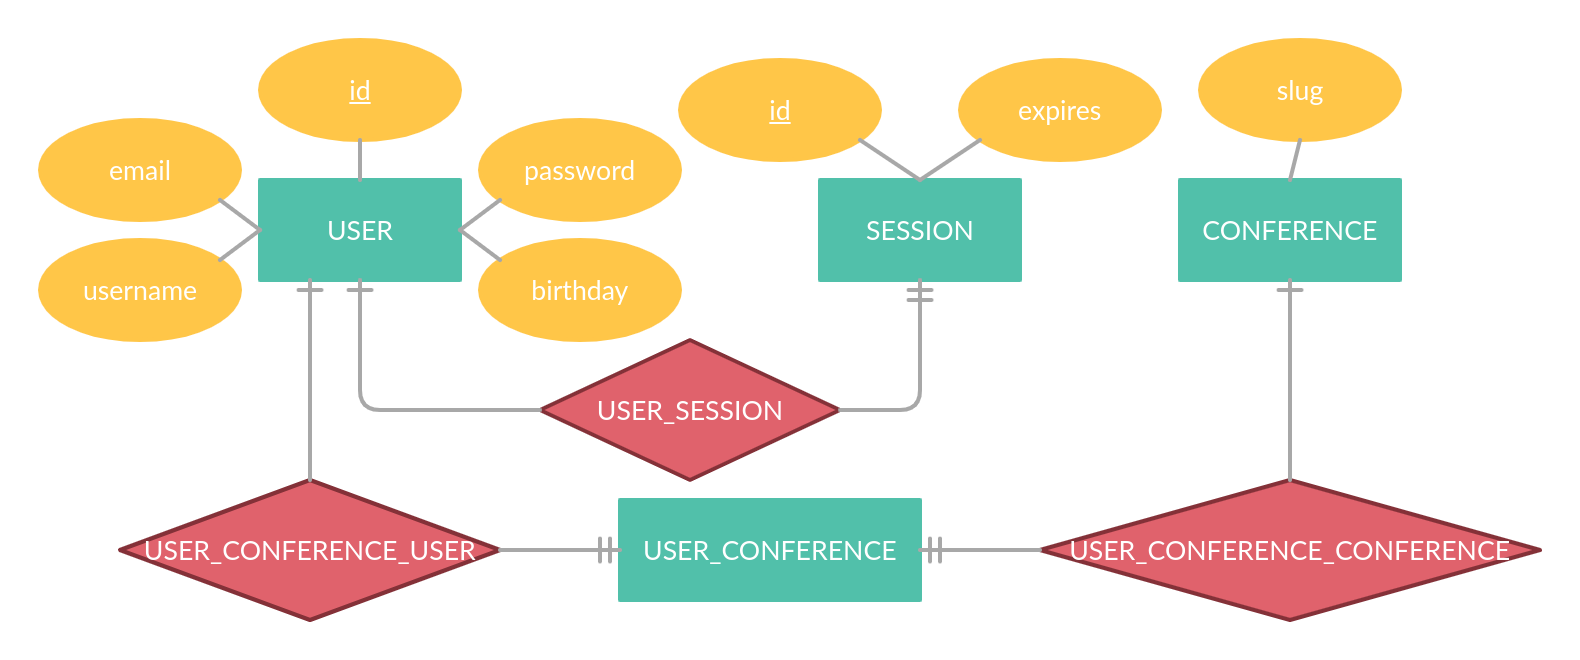 id
slug
id
expires
email
password
USER
SESSION
CONFERENCE
username
birthday
USER_SESSION
USER_CONFERENCE_USER
USER_CONFERENCE
USER_CONFERENCE_CONFERENCE